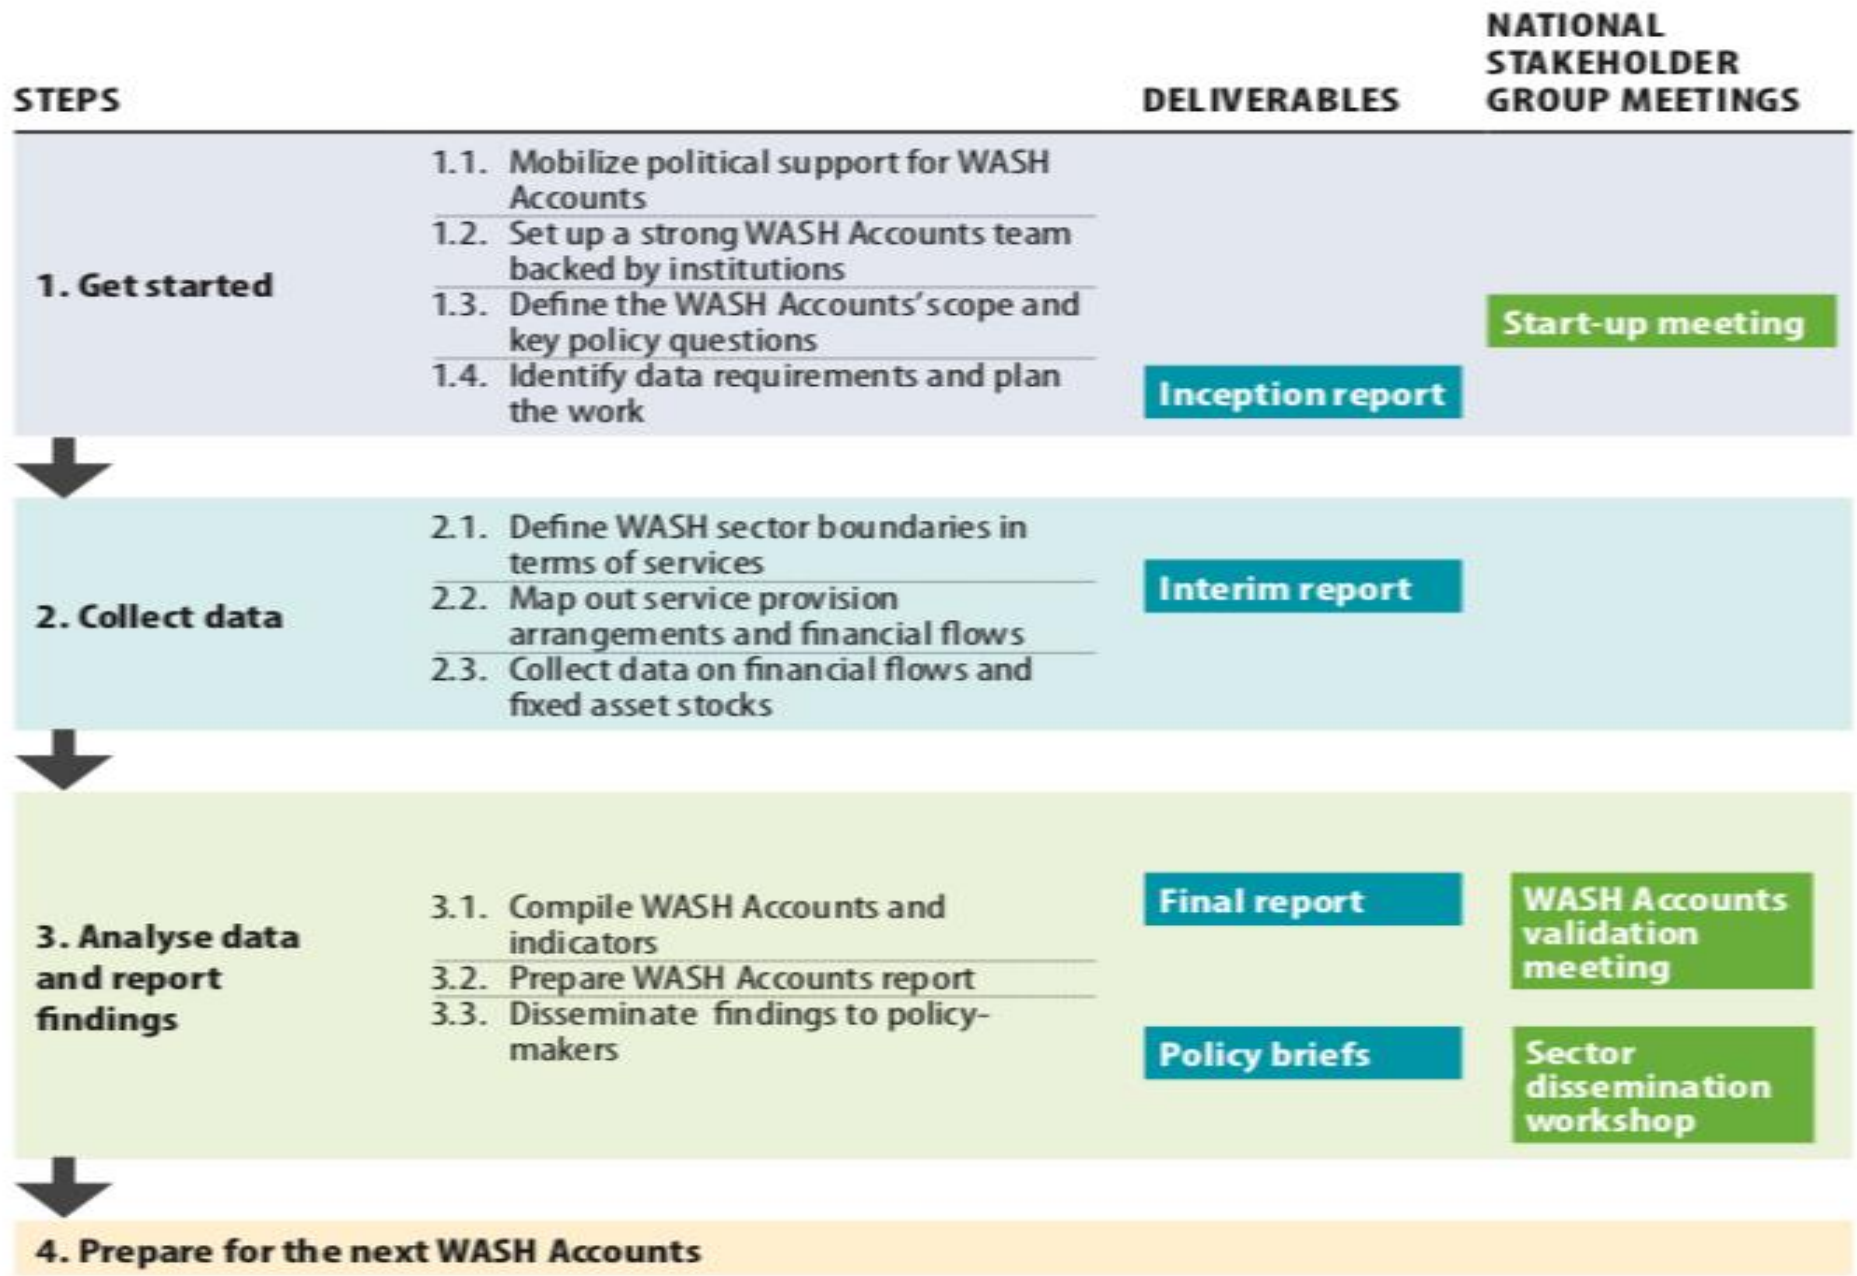 STEPS
DELIVERABLES
NATIONAL
STAKEHOLDER
GROUP MEETINGS
1. Get started
1.1. Mobilize political support for WASH
Accounts
1.2. Set up a strong WASH Accounts team
backed by institutions
1.3. Define the WASH Accounts' scope and
key policy questions
1.4. Identify data requirements and plan
the work
Inception report
Start-up meeting
2. Collect data
2.1. Define WASH sector boundaries in
terms of services
2.2. Map out service provision
arrangements and financial flows
2.3. Collect data on financial flows and
fixed asset stocks
Interim report
3. Analyse data
and report
findings
3.1. Compile WASH Accounts and
indicators
3.2. Prepare WASH Accounts report
3.3. Disseminate findings to policy-
makers
Final report
WASH Accounts
validation
meeting
Policy briefs
Sector
dissemination
workshop
4. Prepare for the next WASH Accounts